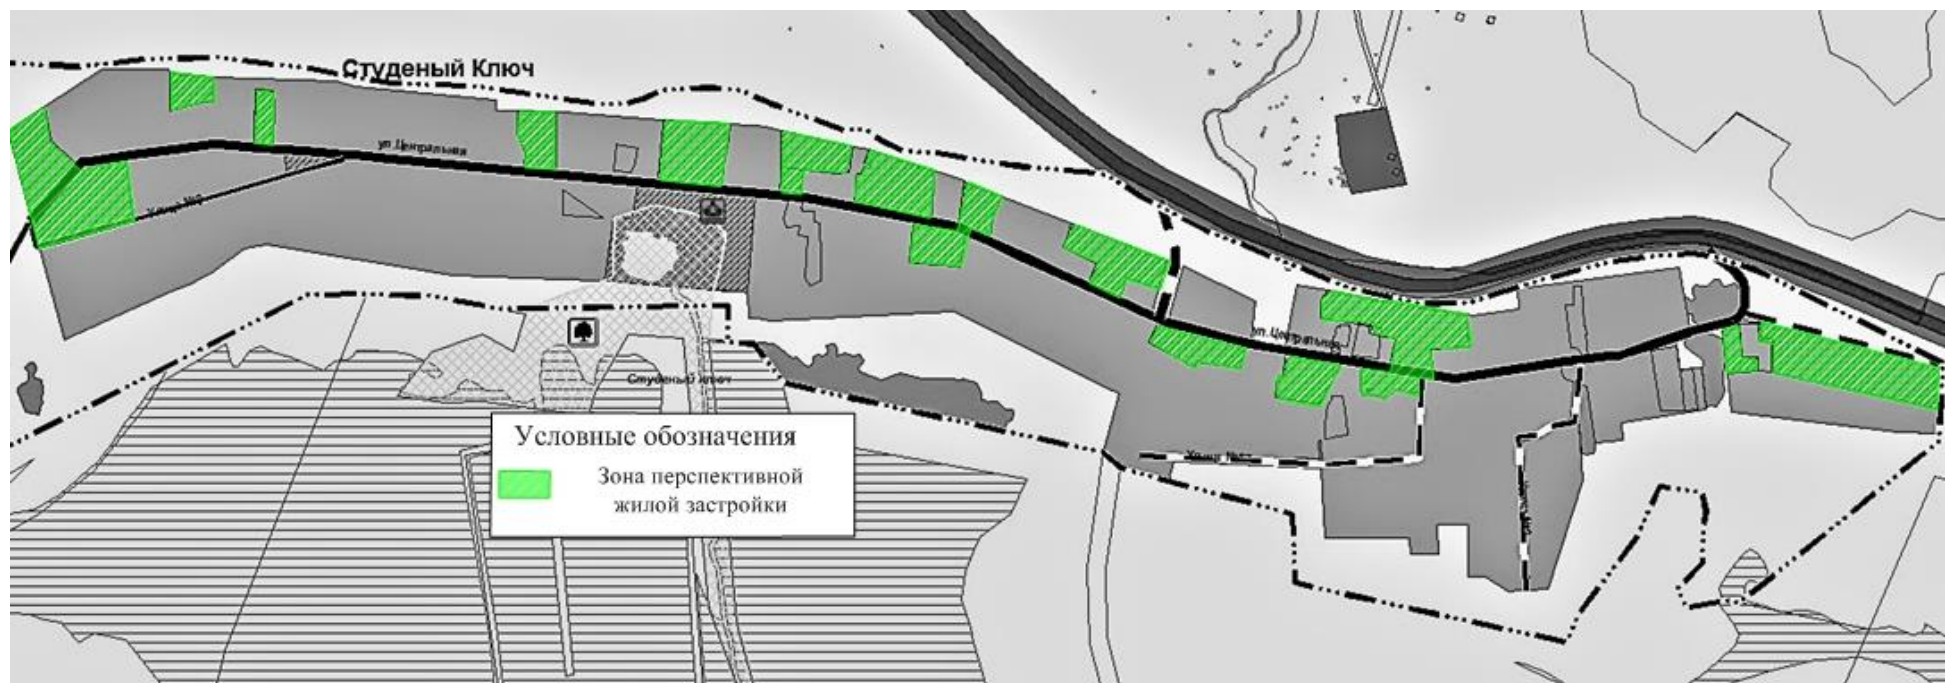 Студеный Ключ
ул.Центральная
ул.Центральная
Студеный ключ
Условные обозначения
Зона перспективной
жилой застройки